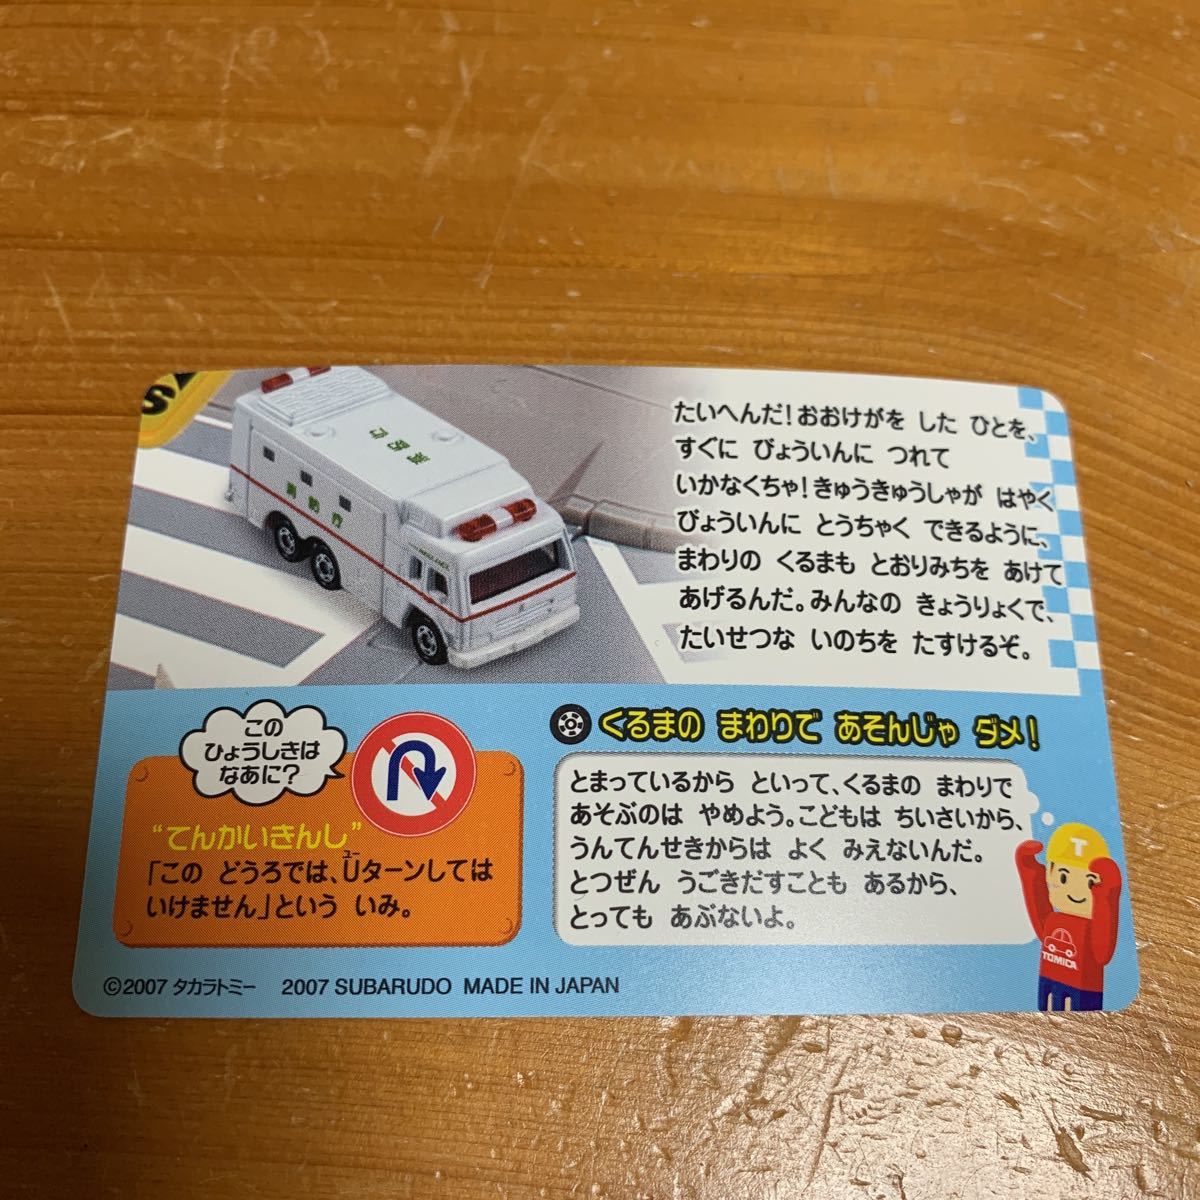 たいへんだ!おおけがを した ひとを、
すぐに びょういんに つれて
いかなくちゃ!きゅうきゅうしゃが はやく
びょういんに とうちゃく できるように、
まわりの くるまも とおりみちを あけて
あげるんだ。みんなの きょうりょくで、
たいせつな いのちを たすけるぞ。
この
ひょうしきは
なあに?
“てんかいきんし”
「この どうろでは、Uターンしては
ユー
いけません」という いみ。
くるまの まわりで あそんじゃ ダメ!
とまっているから といって、くるまの まわりで
あそぶのは やめよう。こどもは ちいさいから、
うんてんせきからは よく みえないんだ。
とつぜん うごきだすことも あるから、
とっても あぶないよ。
T
TOMICA
©2007 タカラトミー 2007 SUBARUDO MADE IN JAPAN